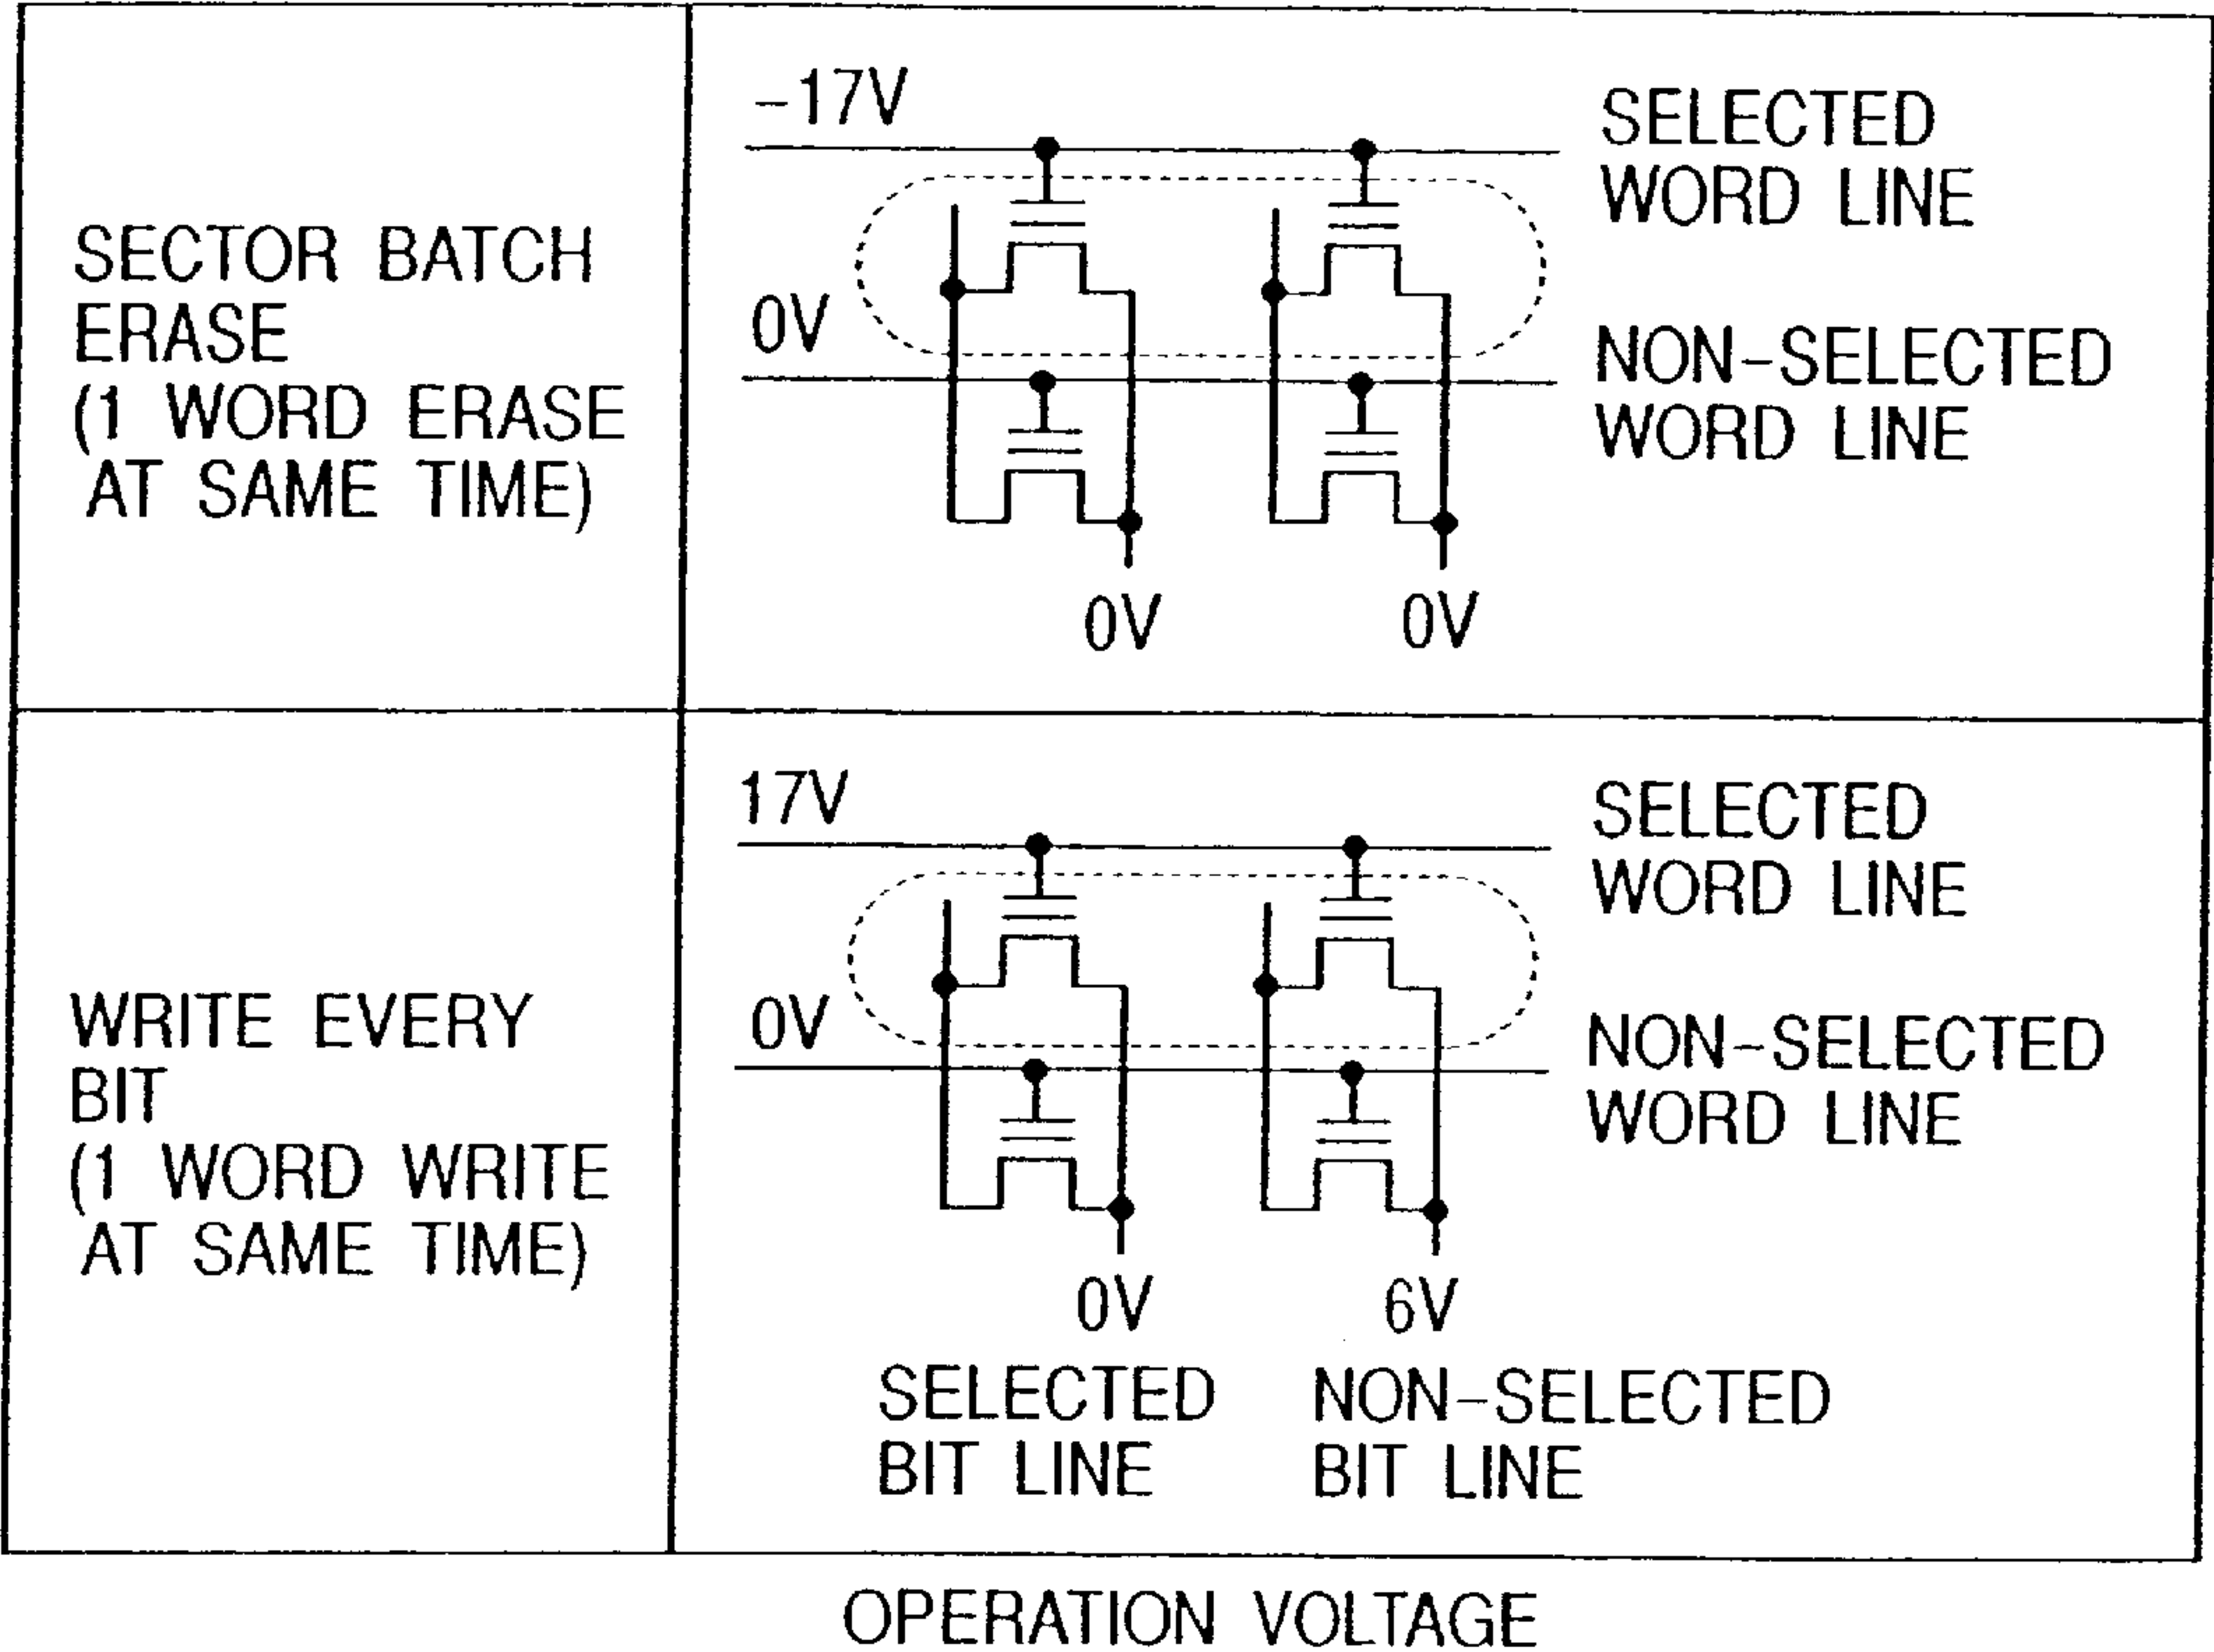 SECTOR BATCH
ERASE
(1 WORD ERASE
AT SAME TIME)
-17V
SELECTED
WORD LINE
0V
NON-SELECTED
WORD LINE
0V
0V
WRITE EVERY
BIT
(1 WORD WRITE
AT SAME TIME)
17V
SELECTED
WORD LINE
0V
NON-SELECTED
WORD LINE
0V
6V
SELECTED
BIT LINE
NON-SELECTED
BIT LINE
OPERATION VOLTAGE